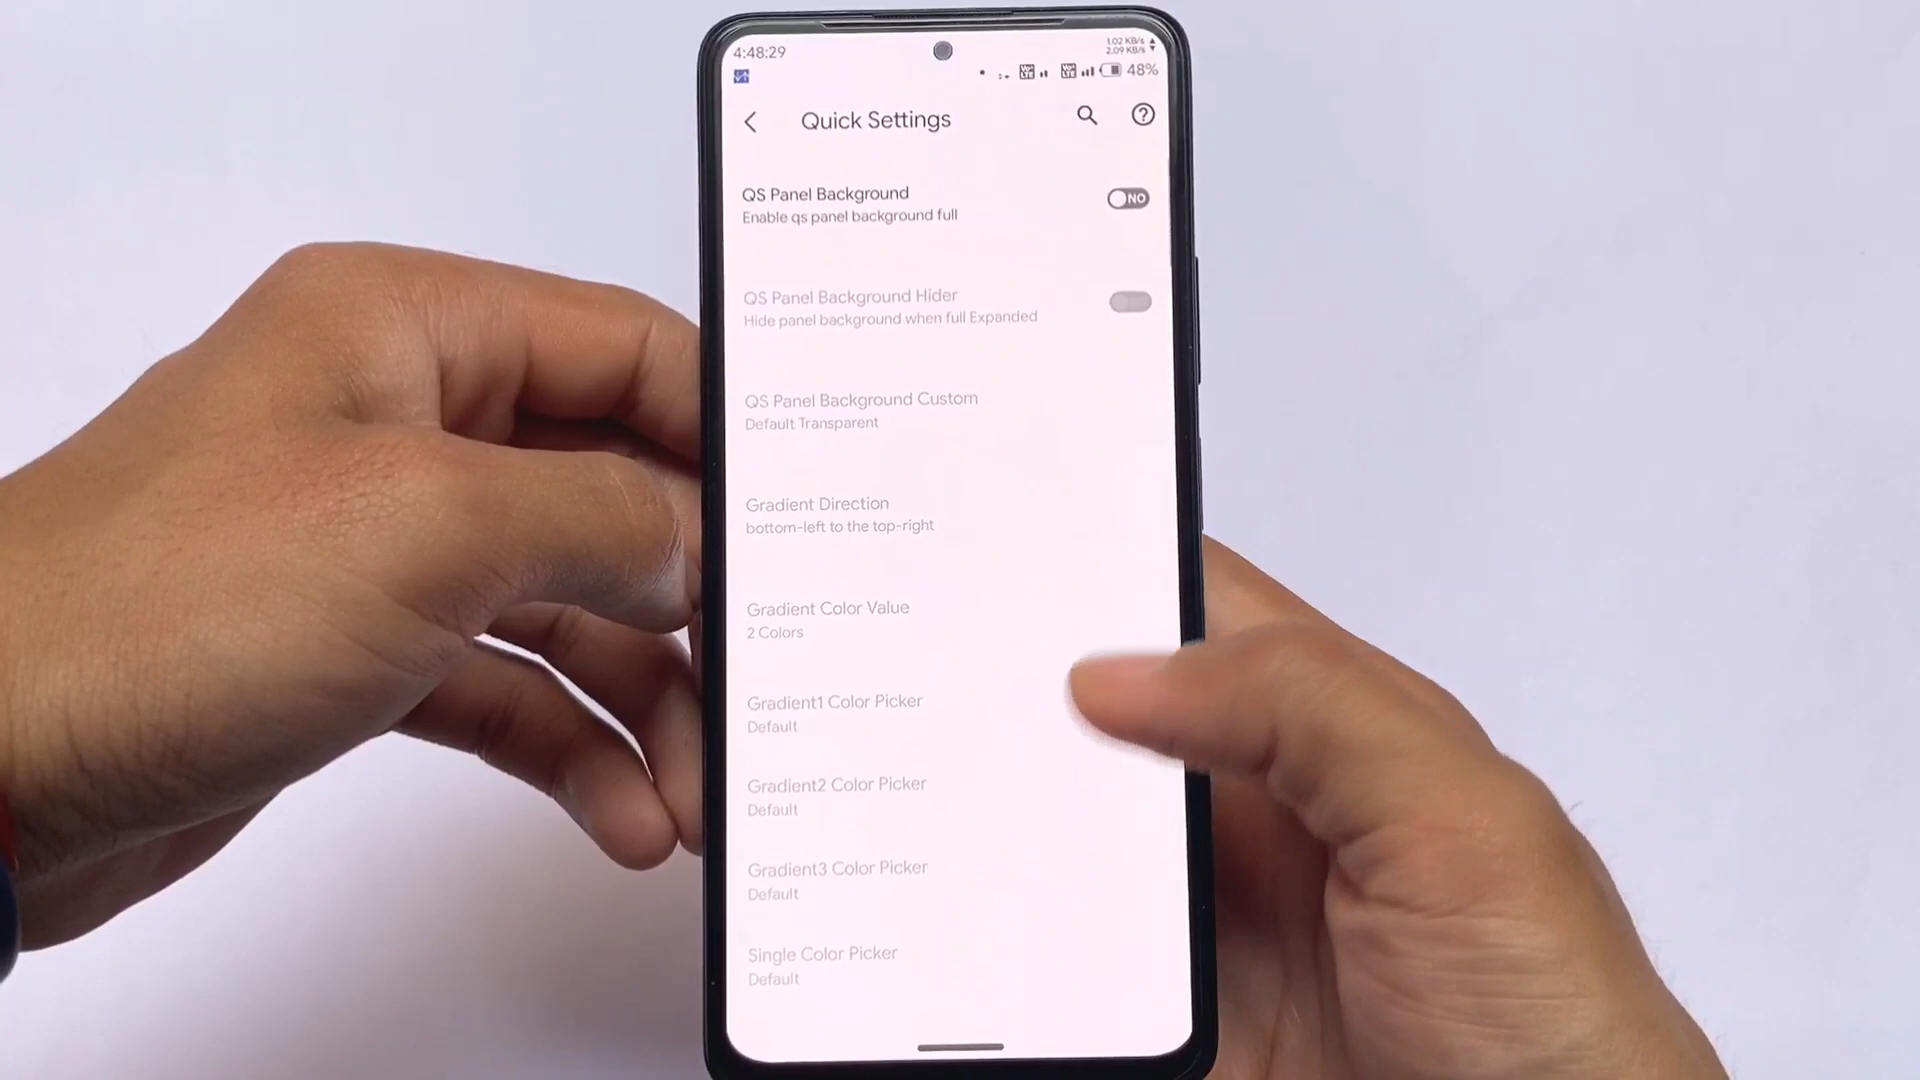 4:48:29
1.02 KB/s
2.09 KB/s
48%
Quick Settings
QS Panel Background
Enable qs panel background full
NO
QS Panel Background Hider
Hide panel background when full Expanded
QS Panel Background Custom
Default Transparent
Gradient Direction
bottom-left to the top-right
Gradient Color Value
2 Colors
Gradient1 Color Picker
Default
Gradient2 Color Picker
Default
Gradient3 Color Picker
Default
Single Color Picker
Default